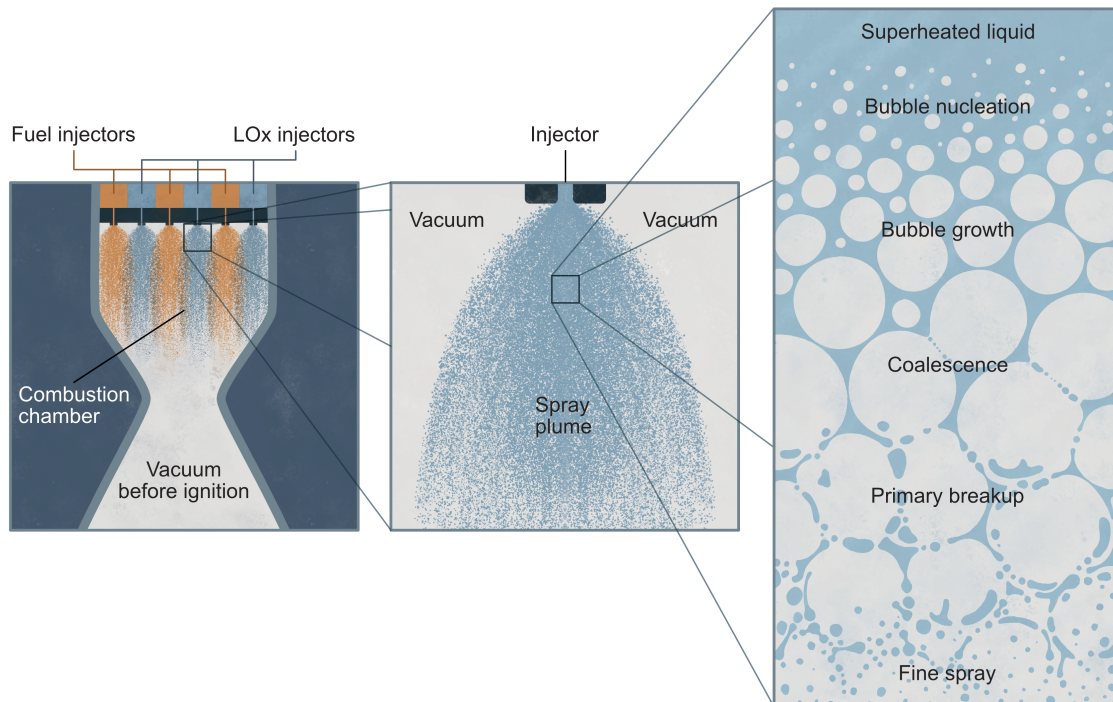 Fuel injectors
LOx injectors
Combustion
chamber
Vacuum
before ignition
Injector
Vacuum
Vacuum
Spray
plume
Superheated liquid
Bubble nucleation
Bubble growth
Coalescence
Primary breakup
Fine spray